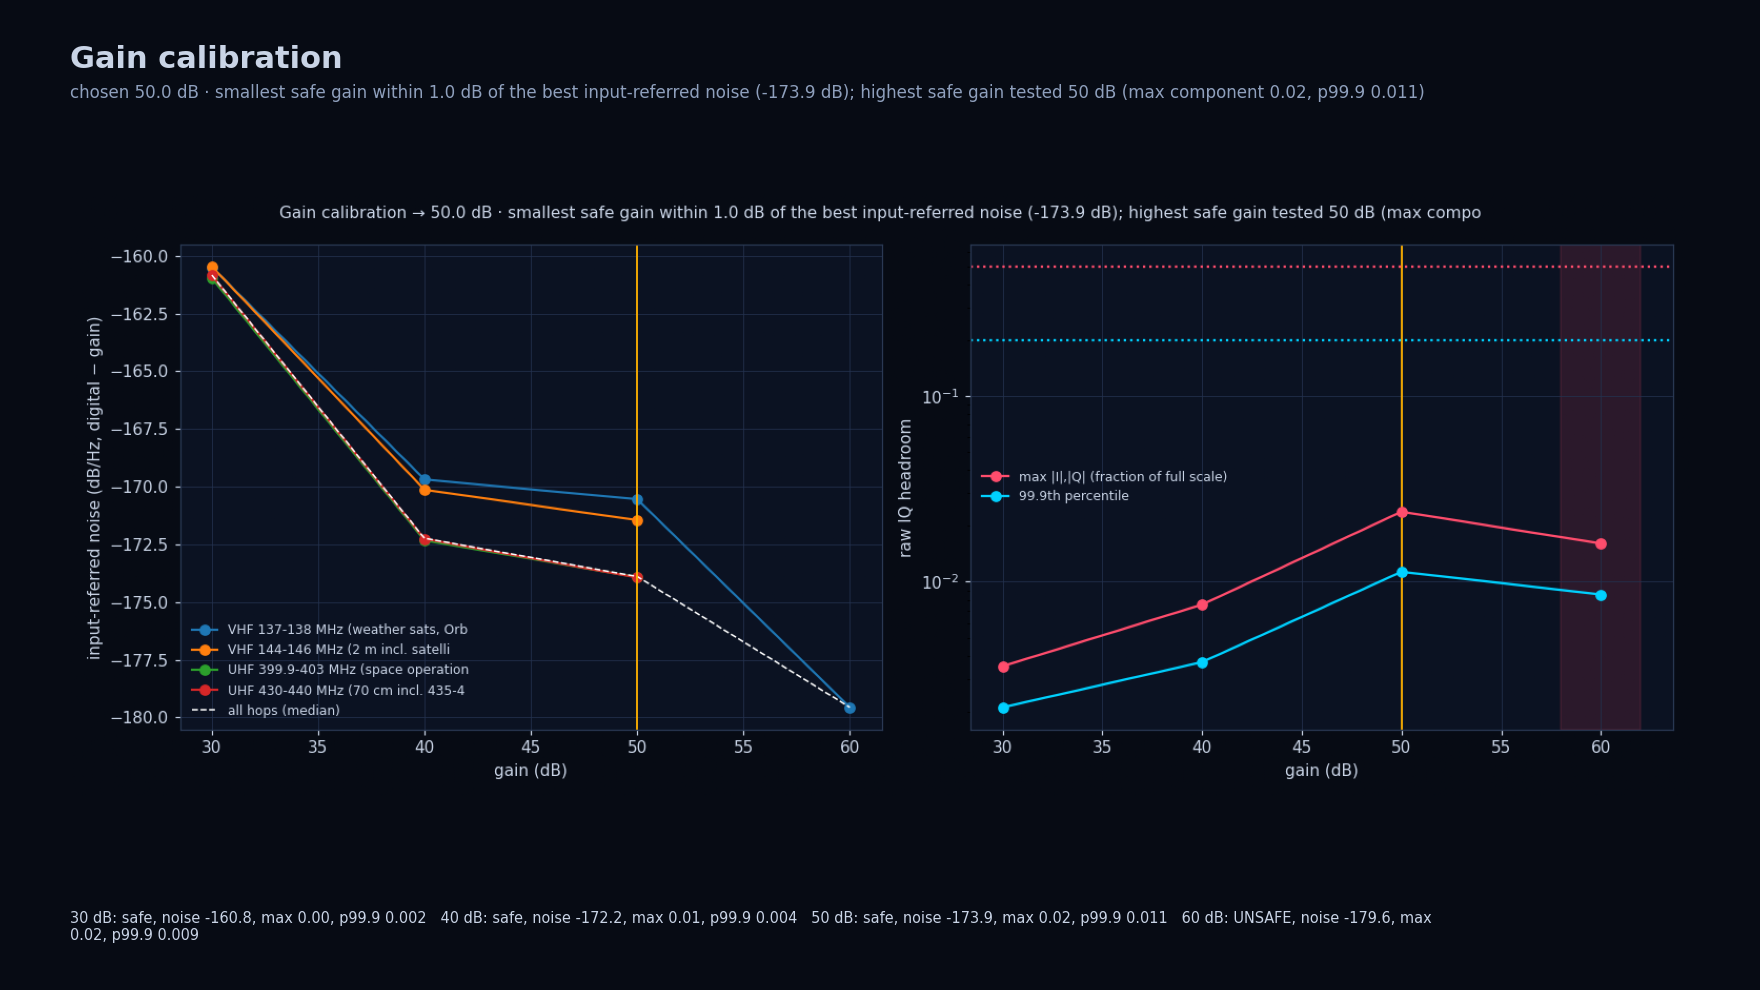 Gain calibration
chosen 50.0 dB · smallest safe gain within 1.0 dB of the best input-referred noise (-173.9 dB); highest safe gain tested 50 dB (max component 0.02, p99.9 0.011)
Gain calibration → 50.0 dB · smallest safe gain within 1.0 dB of the best input-referred noise (-173.9 dB); highest safe gain tested 50 dB (max compo
input-referred noise (dB/Hz, digital − gain)
−160.0
−162.5
−165.0
−167.5
−170.0
−172.5
−175.0
−177.5
−180.0
VHF 137-138 MHz (weather sats, Orb
VHF 144-146 MHz (2 m incl. satelli
UHF 399.9-403 MHz (space operation
UHF 430-440 MHz (70 cm incl. 435-4
all hops (median)
30 35 40 45 50 55 60
gain (dB)
raw IQ headroom
10⁻¹
10⁻²
max |I|,|Q| (fraction of full scale)
99.9th percentile
30 35 40 45 50 55 60
gain (dB)
30 dB: safe, noise -160.8, max 0.00, p99.9 0.002 40 dB: safe, noise -172.2, max 0.01, p99.9 0.004 50 dB: safe, noise -173.9, max 0.02, p99.9 0.011 60 dB: UNSAFE, noise -179.6, max
0.02, p99.9 0.009